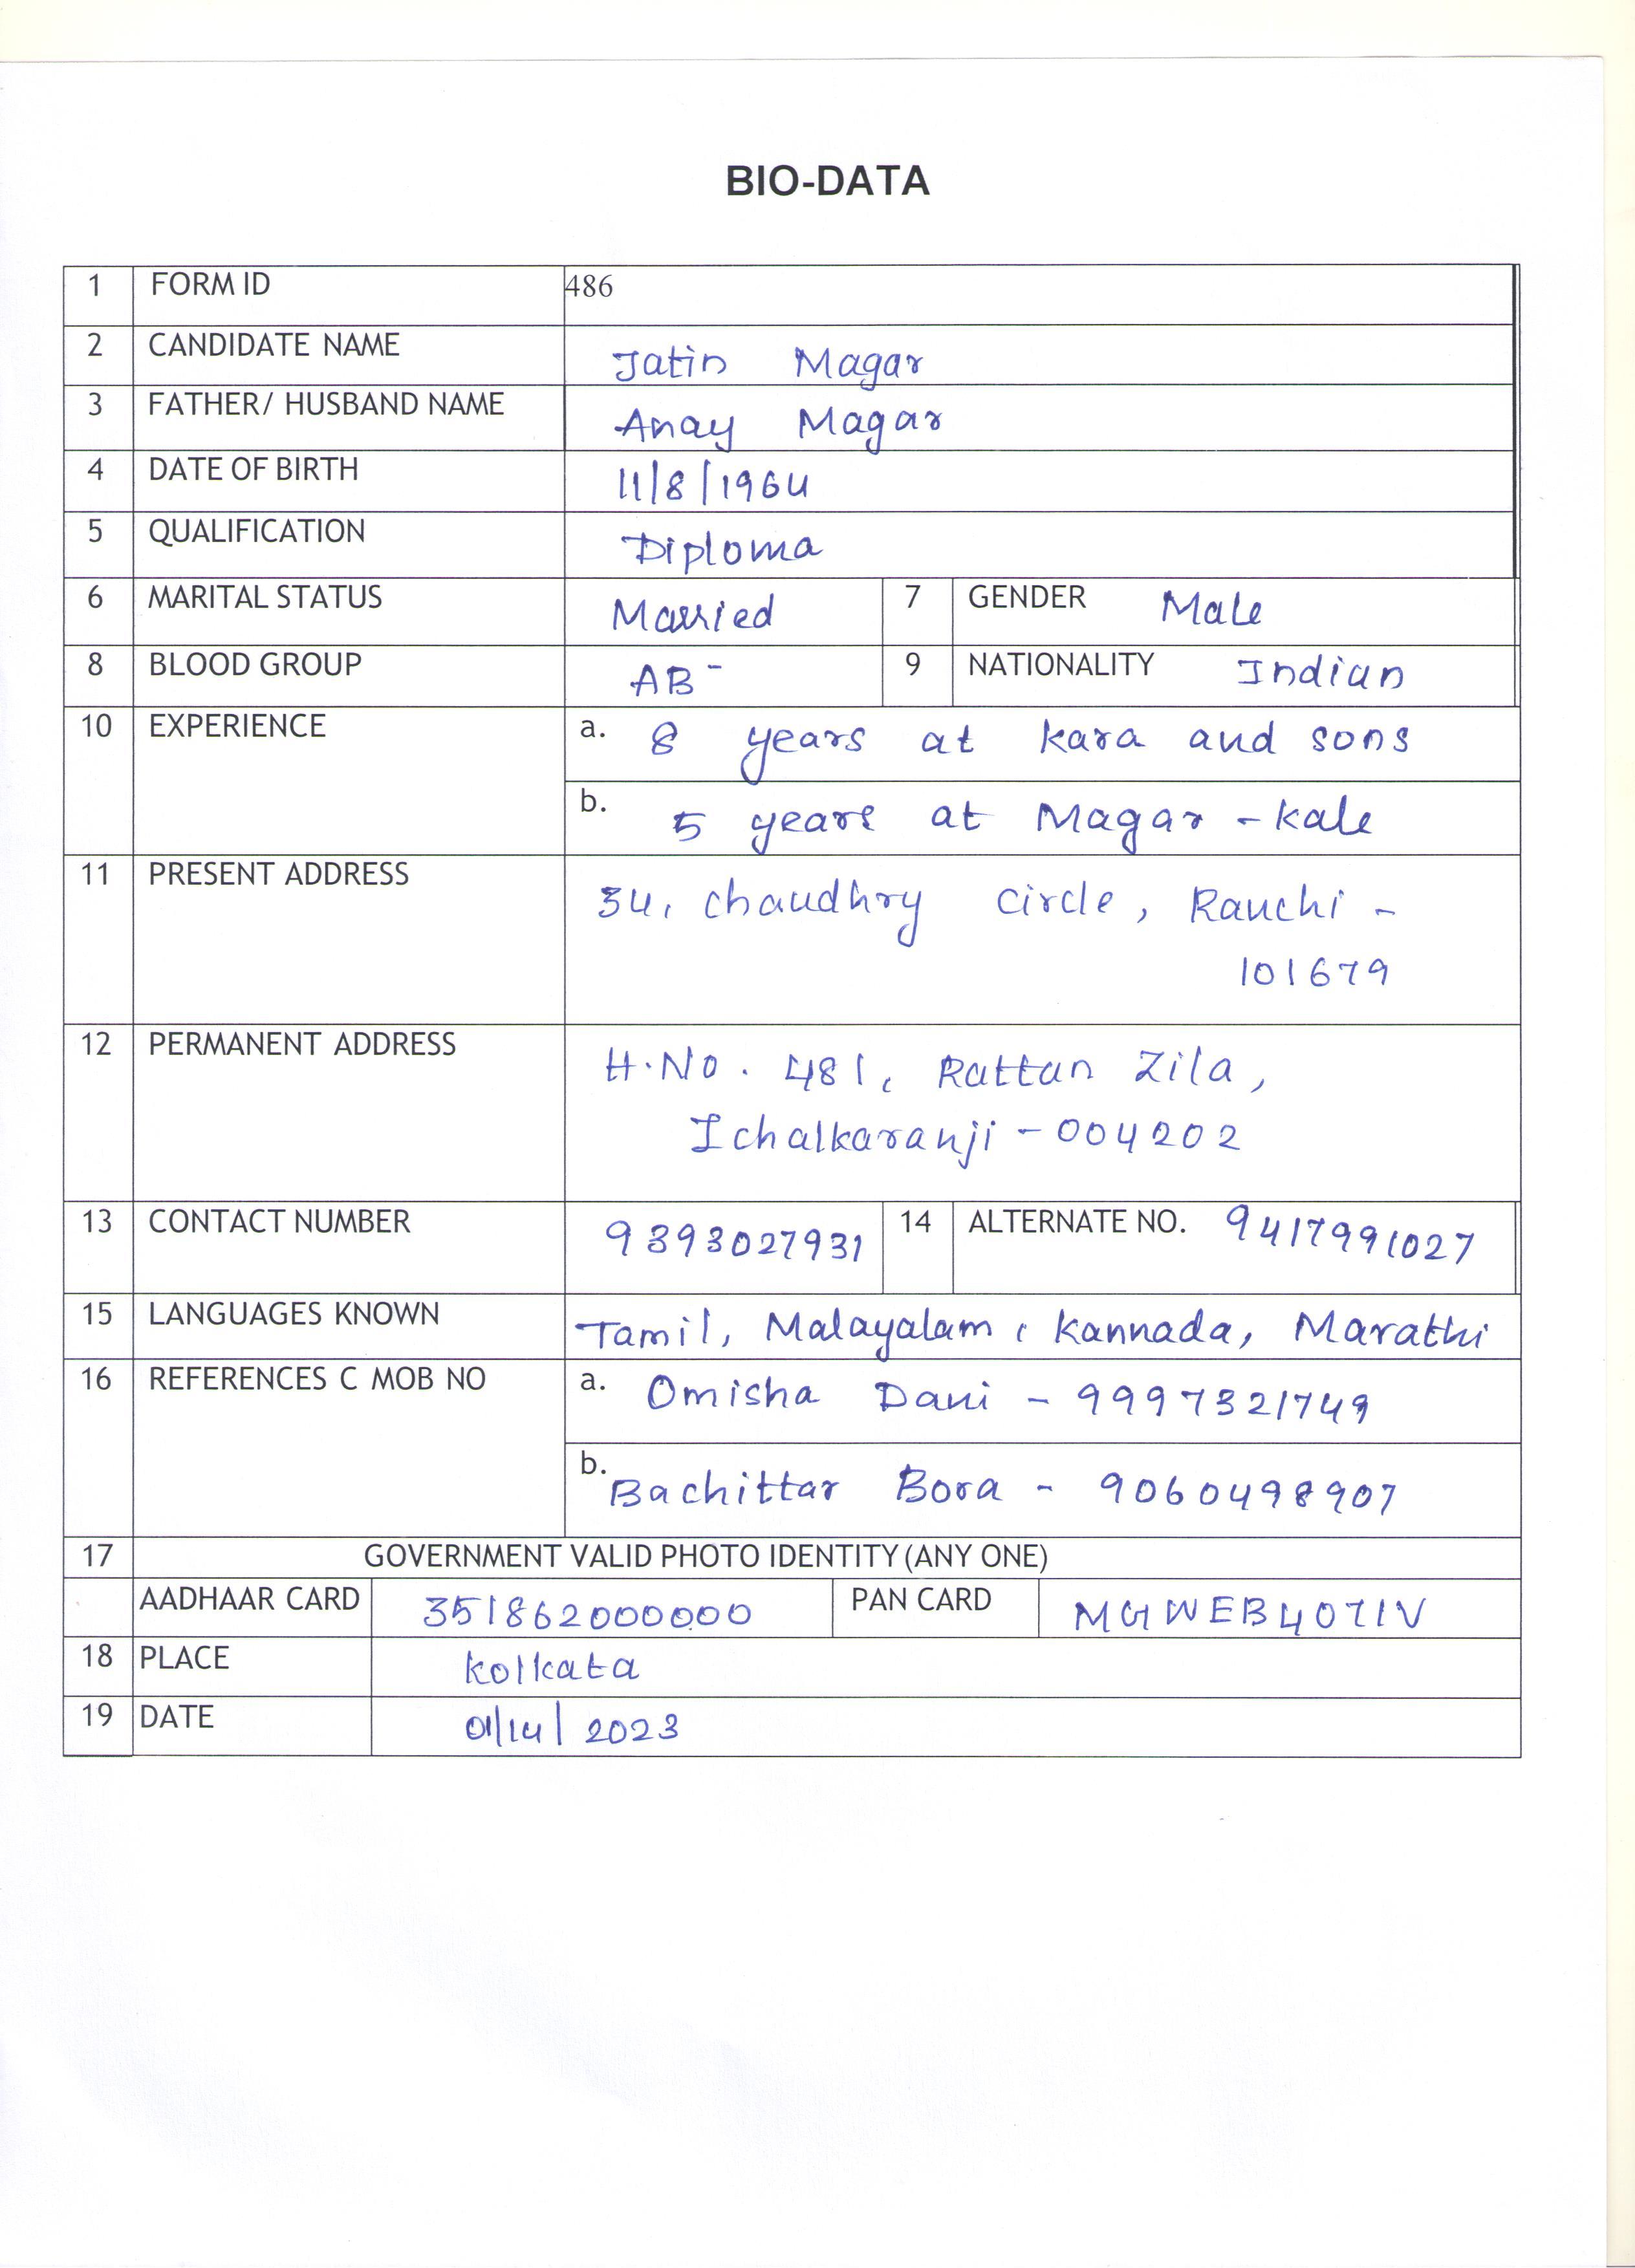 BIO-DATA
1 FORM ID 486
2 CANDIDATE NAME Jatin Magar
3 FATHER/ HUSBAND NAME Anay Magar
4 DATE OF BIRTH 11/8/1964
5 QUALIFICATION Diploma
6 MARITAL STATUS Married 7 GENDER Male
8 BLOOD GROUP AB- 9 NATIONALITY Indian
10 EXPERIENCE a. 8 years at kara and sons
b. 5 years at Magar - kale
11 PRESENT ADDRESS 34, chaudhry circle, Ranchi -
101679
12 PERMANENT ADDRESS H.No. 481, Rattan Zila,
Ichalkaranji - 004202
13 CONTACT NUMBER 9393027931 14 ALTERNATE NO. 9417991027
15 LANGUAGES KNOWN Tamil, Malayalam, kannada, Marathi
16 REFERENCES C MOB NO a. Omisha Dani - 9997321749
b. Bachittar Bora - 9060498907
17 GOVERNMENT VALID PHOTO IDENTITY (ANY ONE)
AADHAAR CARD 351862000000 PAN CARD MGWEB4071V
18 PLACE kolkata
19 DATE 01/14/2023